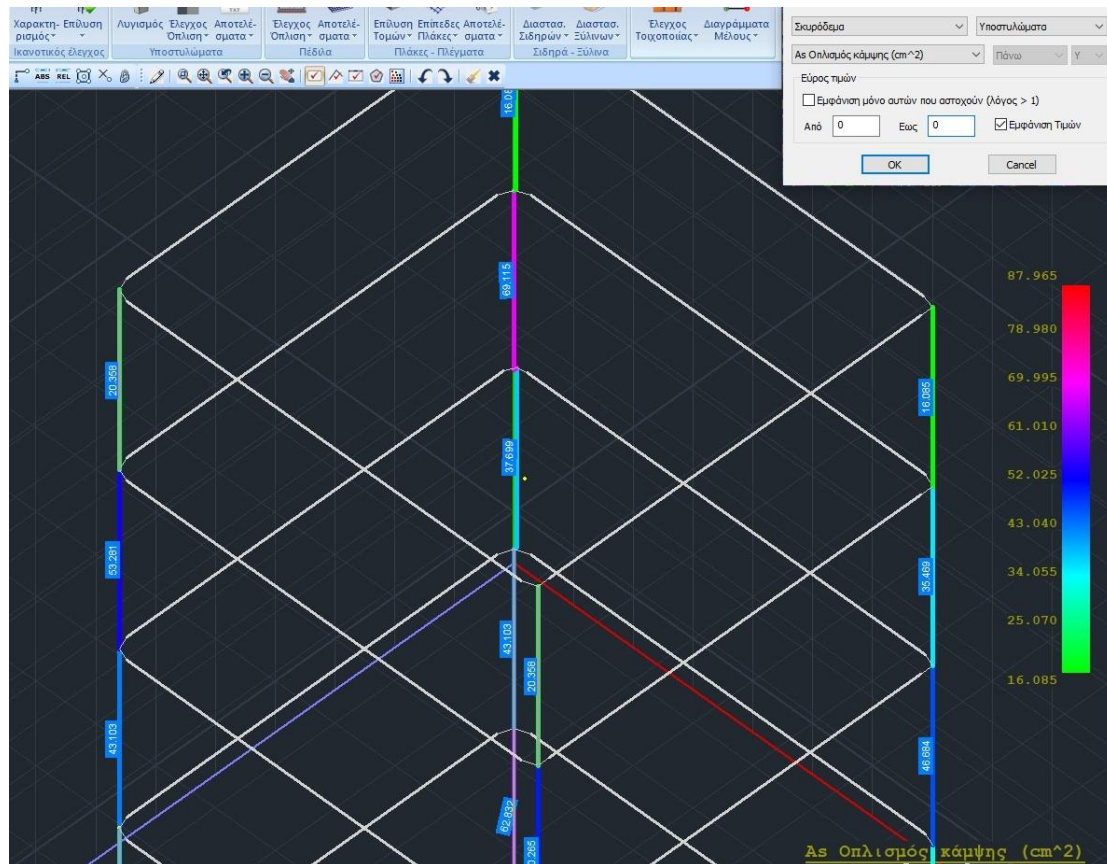 Χαρακτη- Επίλυση
ρισμός
Ικανοτικός έλεγχος
Λυγισμός Έλεγχος Αποτελέ-
Όπλιση σματα
Υποστυλώματα
Έλεγχος Αποτελέ-
Όπλιση σματα
Πέδιλα
Επίλυση Επίπεδες Αποτελέ-
Τομών Πλάκες σματα
Πλάκες - Πλέγματα
Διαστασ. Διαστασ.
Σιδηρών Ξύλινων
Σιδηρά - Ξύλινα
Έλεγχος
Τοιχοποιίας
Διαγράμματα
Μέλους
ABS REL
Σκυρόδεμα
Υποστυλώματα
As Οπλισμός κάμψης (cm^2)
Πάνω
Y
Εύρος τιμών
Εμφάνιση μόνο αυτών που αστοχούν (λόγος > 1)
Από 0 Εως 0 Εμφάνιση Τιμών
OK Cancel
69.115
87.965
78.980
69.995
61.010
52.025
43.040
34.055
25.070
16.085
20.358
16.085
37.699
53.281
35.469
43.103
20.358
43.103
46.684
62.832
As Οπλισμός κάμψης (cm^2)